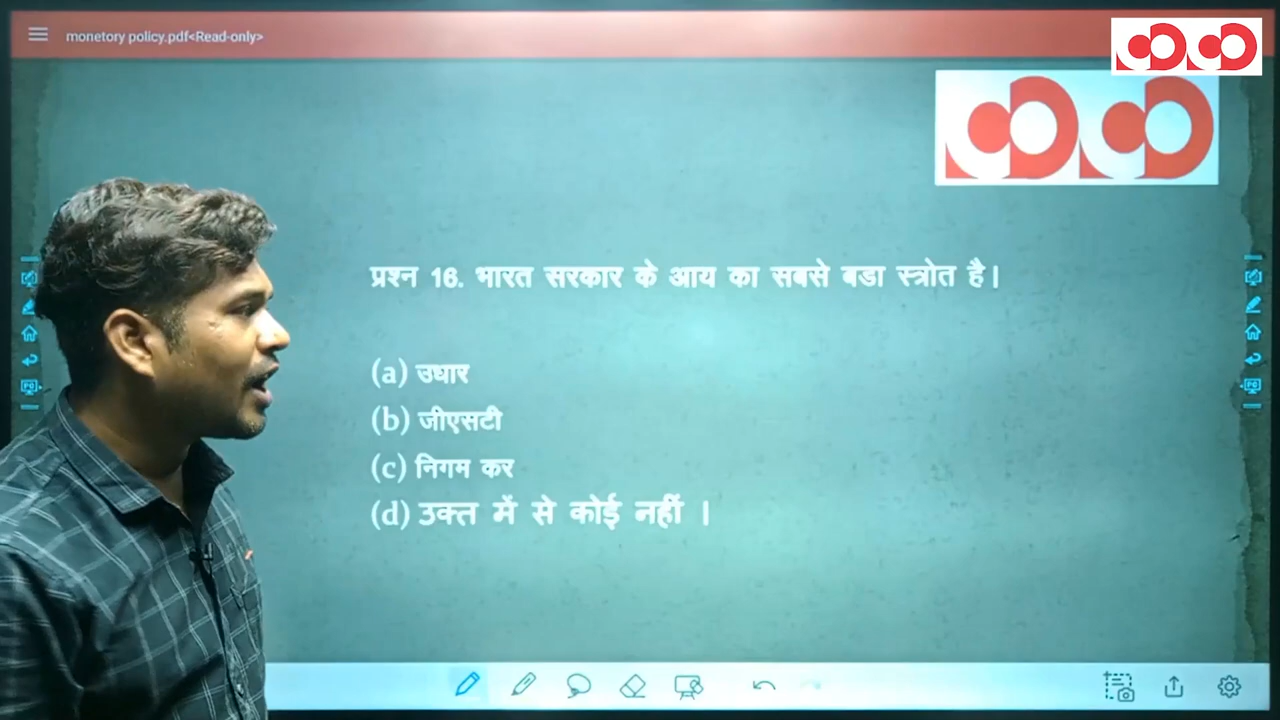 monetory policy.pdf<Read-only>
प्रश्न 16. भारत सरकार के आय का सबसे बडा स्त्रोत है।
(a) उधार
(b) जीएसटी
(c) निगम कर
(d) उक्त में से कोई नहीं ।